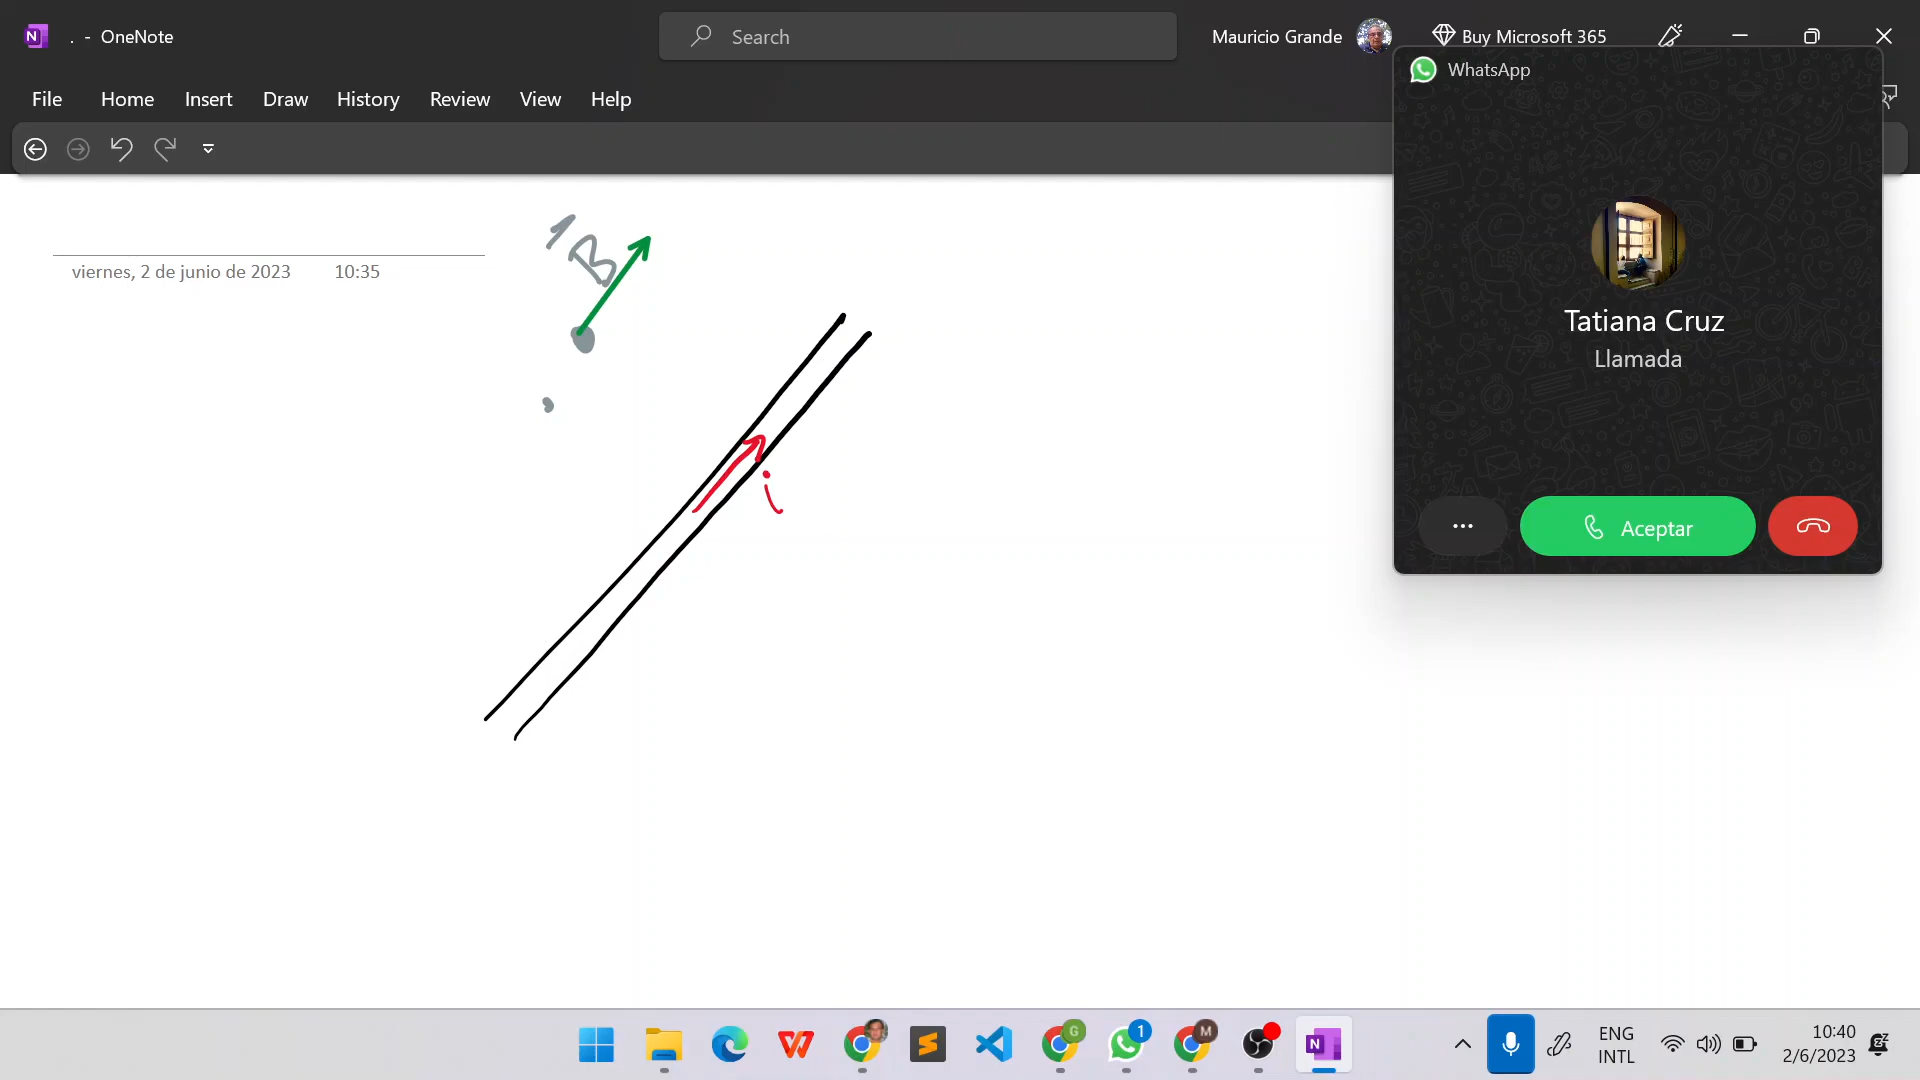 . - OneNote
Search
Mauricio Grande
Buy Microsoft 365
WhatsApp
File Home Insert Draw History Review View Help
viernes, 2 de junio de 2023 10:35
B
i
Tatiana Cruz
Llamada
Aceptar
G
1
M
ENG
INTL
10:40
2/6/2023